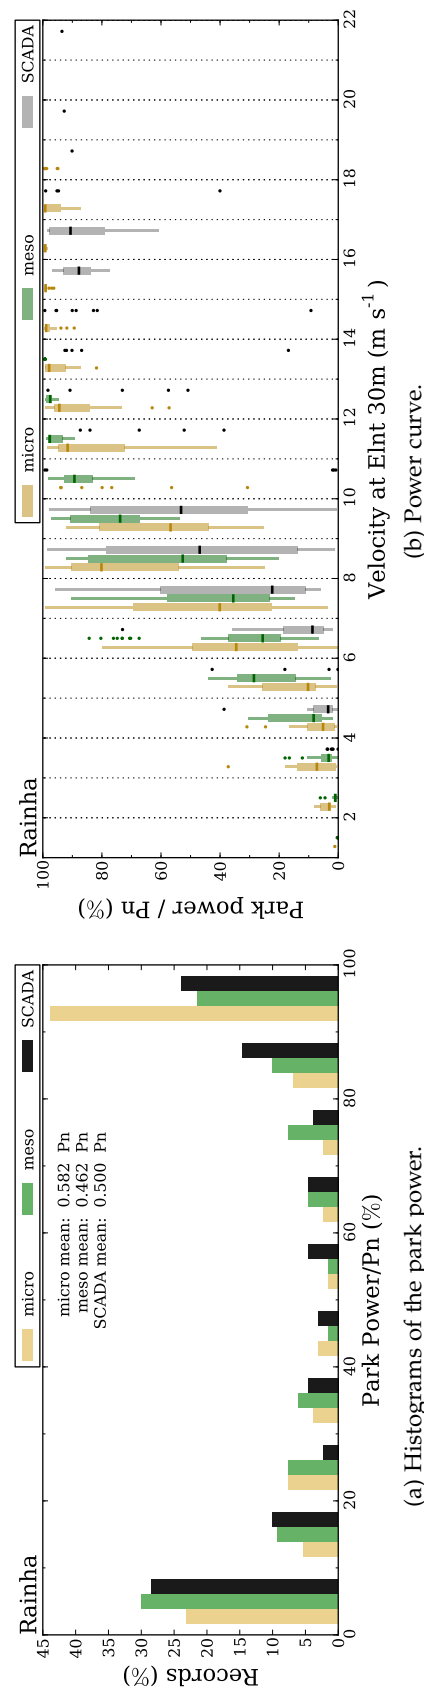 Rainha
micro
meso
SCADA
micro mean: 0.582 Pn
meso mean: 0.462 Pn
SCADA mean: 0.500 Pn
Records (%)
45
40
35
30
25
20
15
10
5
0
0
20
40
60
80
100
Park Power/Pn (%)
(a) Histograms of the park power.
Rainha
micro
meso
SCADA
Park power / Pn (%)
100
80
60
40
20
0
2
4
6
8
10
12
14
16
18
20
22
Velocity at Elnt 30m (m s⁻¹)
(b) Power curve.